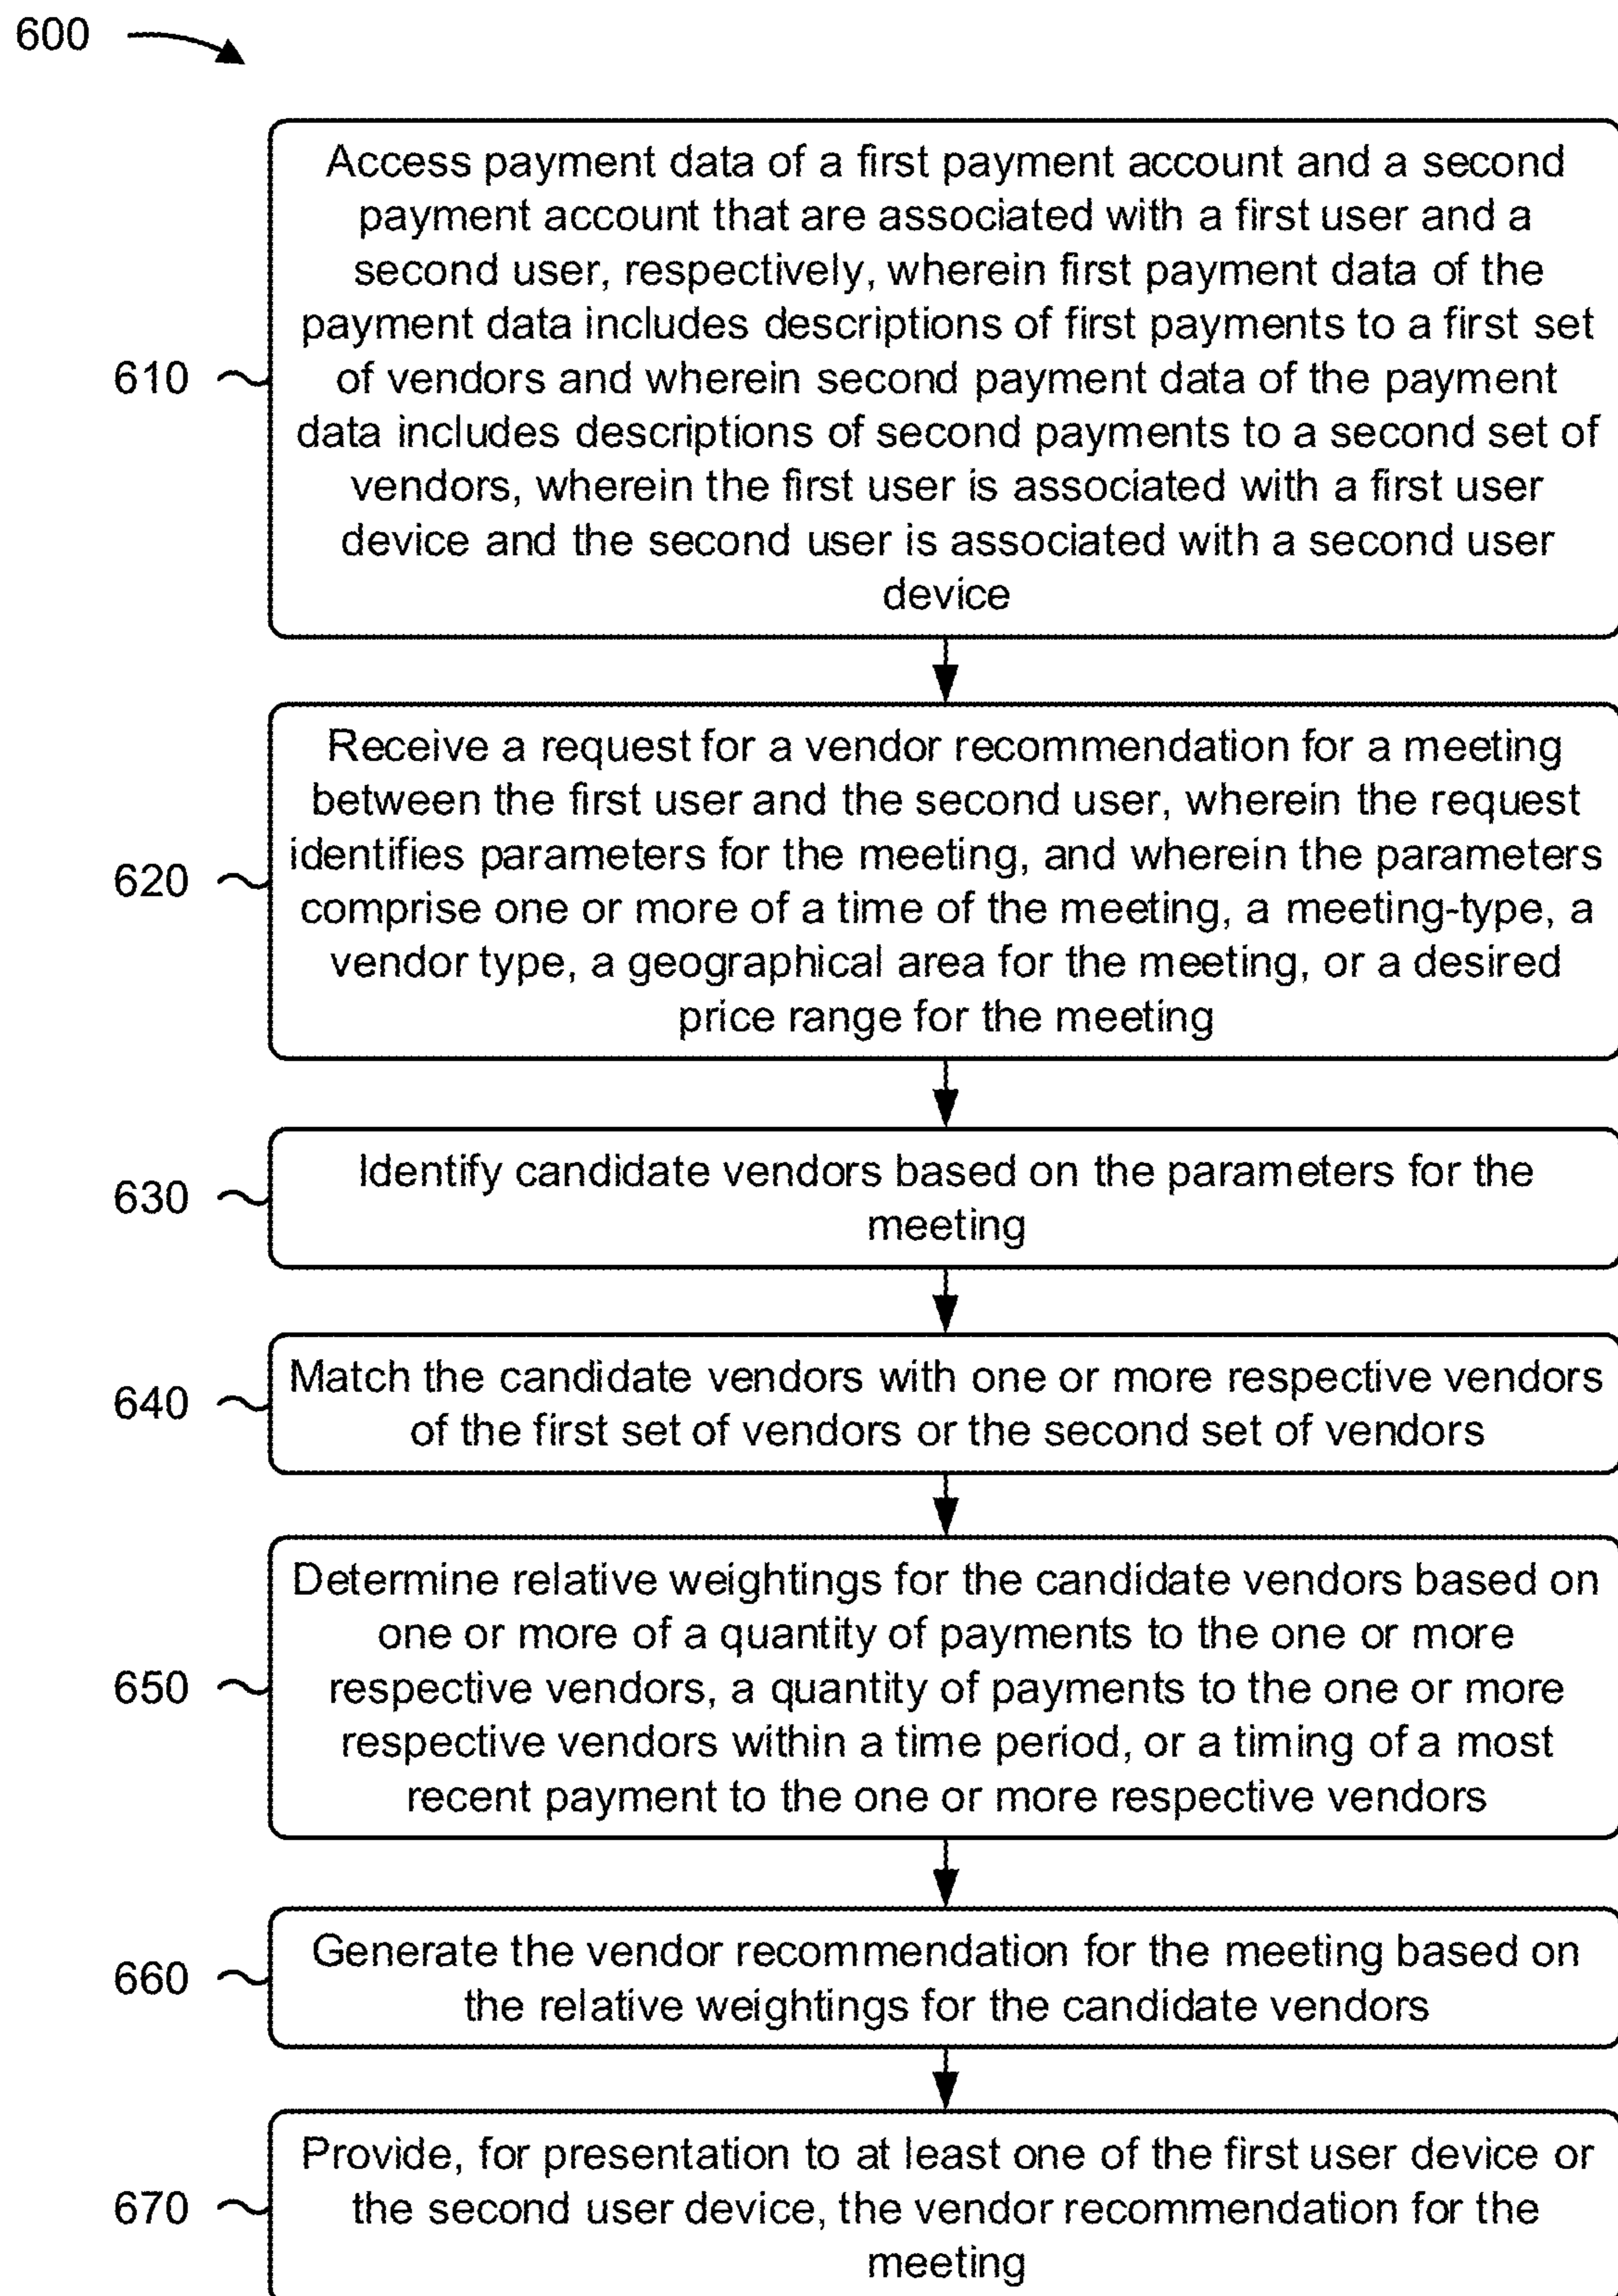 600
Access payment data of a first payment account and a second
payment account that are associated with a first user and a
second user, respectively, wherein first payment data of the
payment data includes descriptions of first payments to a first set
610
of vendors and wherein second payment data of the payment
data includes descriptions of second payments to a second set of
vendors, wherein the first user is associated with a first user
device and the second user is associated with a second user
device
Receive a request for a vendor recommendation for a meeting
between the first user and the second user, wherein the request
identifies parameters for the meeting, and wherein the parameters
620
comprise one or more of a time of the meeting, a meeting-type, a
vendor type, a geographical area for the meeting, or a desired
price range for the meeting
Identify candidate vendors based on the parameters for the
630
meeting
Match the candidate vendors with one or more respective vendors
640
of the first set of vendors or the second set of vendors
Determine relative weightings for the candidate vendors based on
one or more of a quantity of payments to the one or more
650
respective vendors, a quantity of payments to the one or more
respective vendors within a time period, or a timing of a most
recent payment to the one or more respective vendors
Generate the vendor recommendation for the meeting based on
660
the relative weightings for the candidate vendors
Provide, for presentation to at least one of the first user device or
670
the second user device, the vendor recommendation for the
meeting